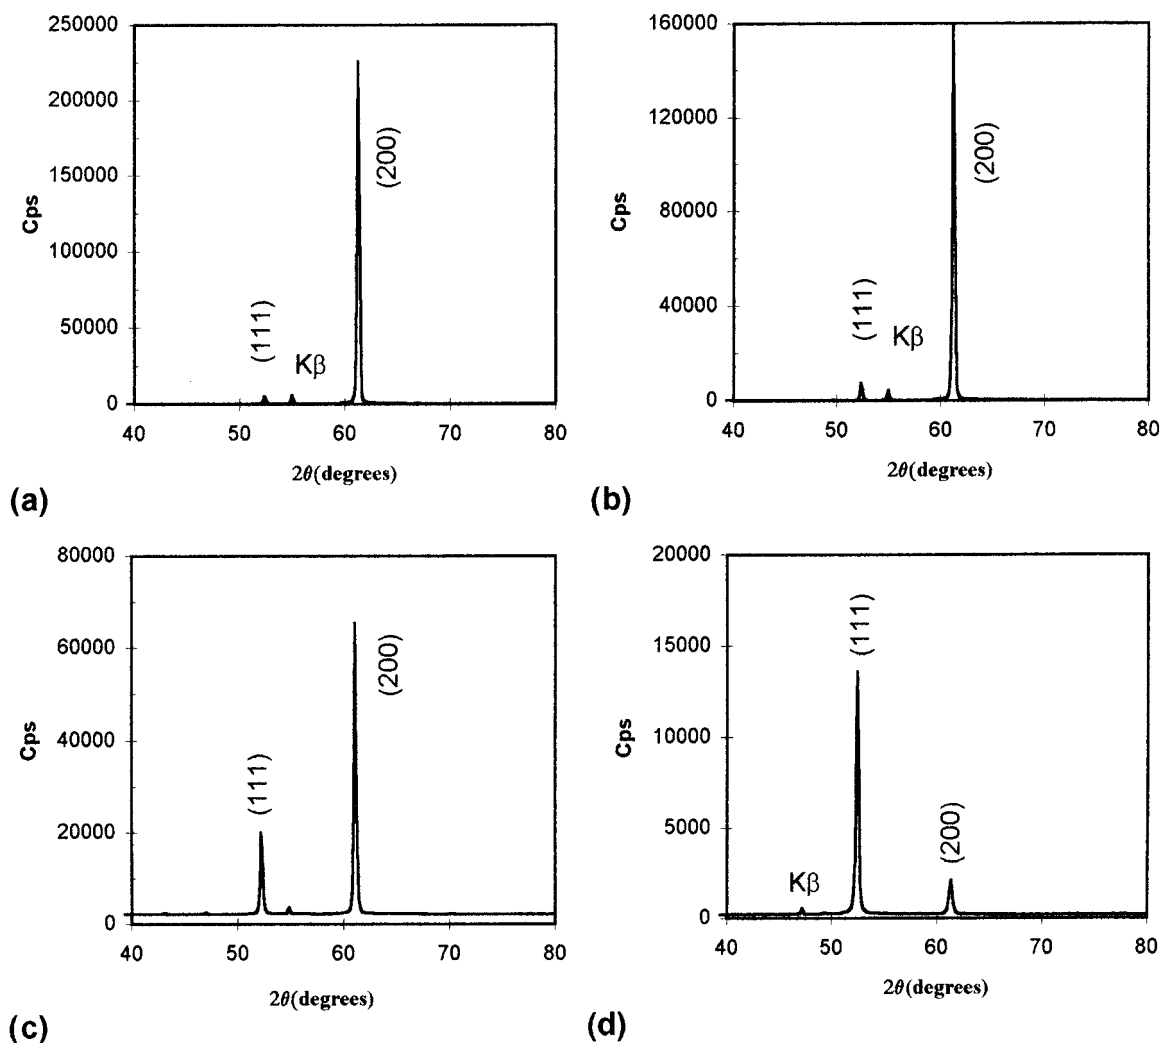 250000
200000
150000
100000
50000
0
Cps
(111)
Kβ
(200)
40 50 60 70 80
2θ(degrees)
(a)
160000
120000
80000
40000
0
Cps
(111)
Kβ
(200)
40 50 60 70 80
2θ(degrees)
(b)
80000
60000
40000
20000
0
Cps
(111)
(200)
40 50 60 70 80
2θ(degrees)
(c)
20000
15000
10000
5000
0
Cps
Kβ
(111)
(200)
40 50 60 70 80
2θ(degrees)
(d)